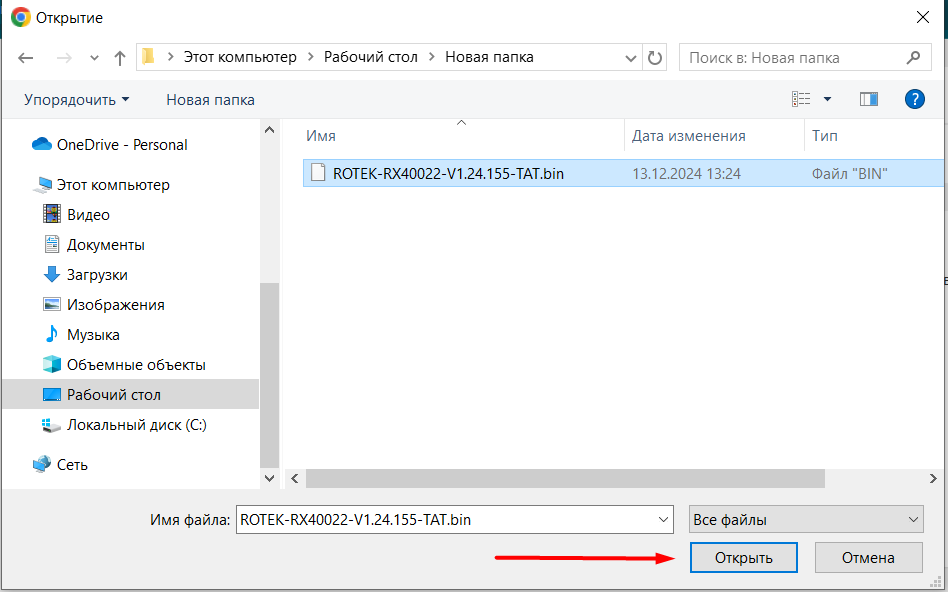 Открытие
Этот компьютер > Рабочий стол > Новая папка
Поиск в: Новая папка
Упорядочить
Новая папка
?
Имя
Дата изменения
Тип
ROTEK-RX40022-V1.24.155-TAT.bin
13.12.2024 13:24
Файл "BIN"
OneDrive - Personal
Этот компьютер
Видео
Документы
Загрузки
Изображения
Музыка
Объемные объекты
Рабочий стол
Локальный диск (C:)
Сеть
Имя файла:
ROTEK-RX40022-V1.24.155-TAT.bin
Все файлы
Открыть
Отмена